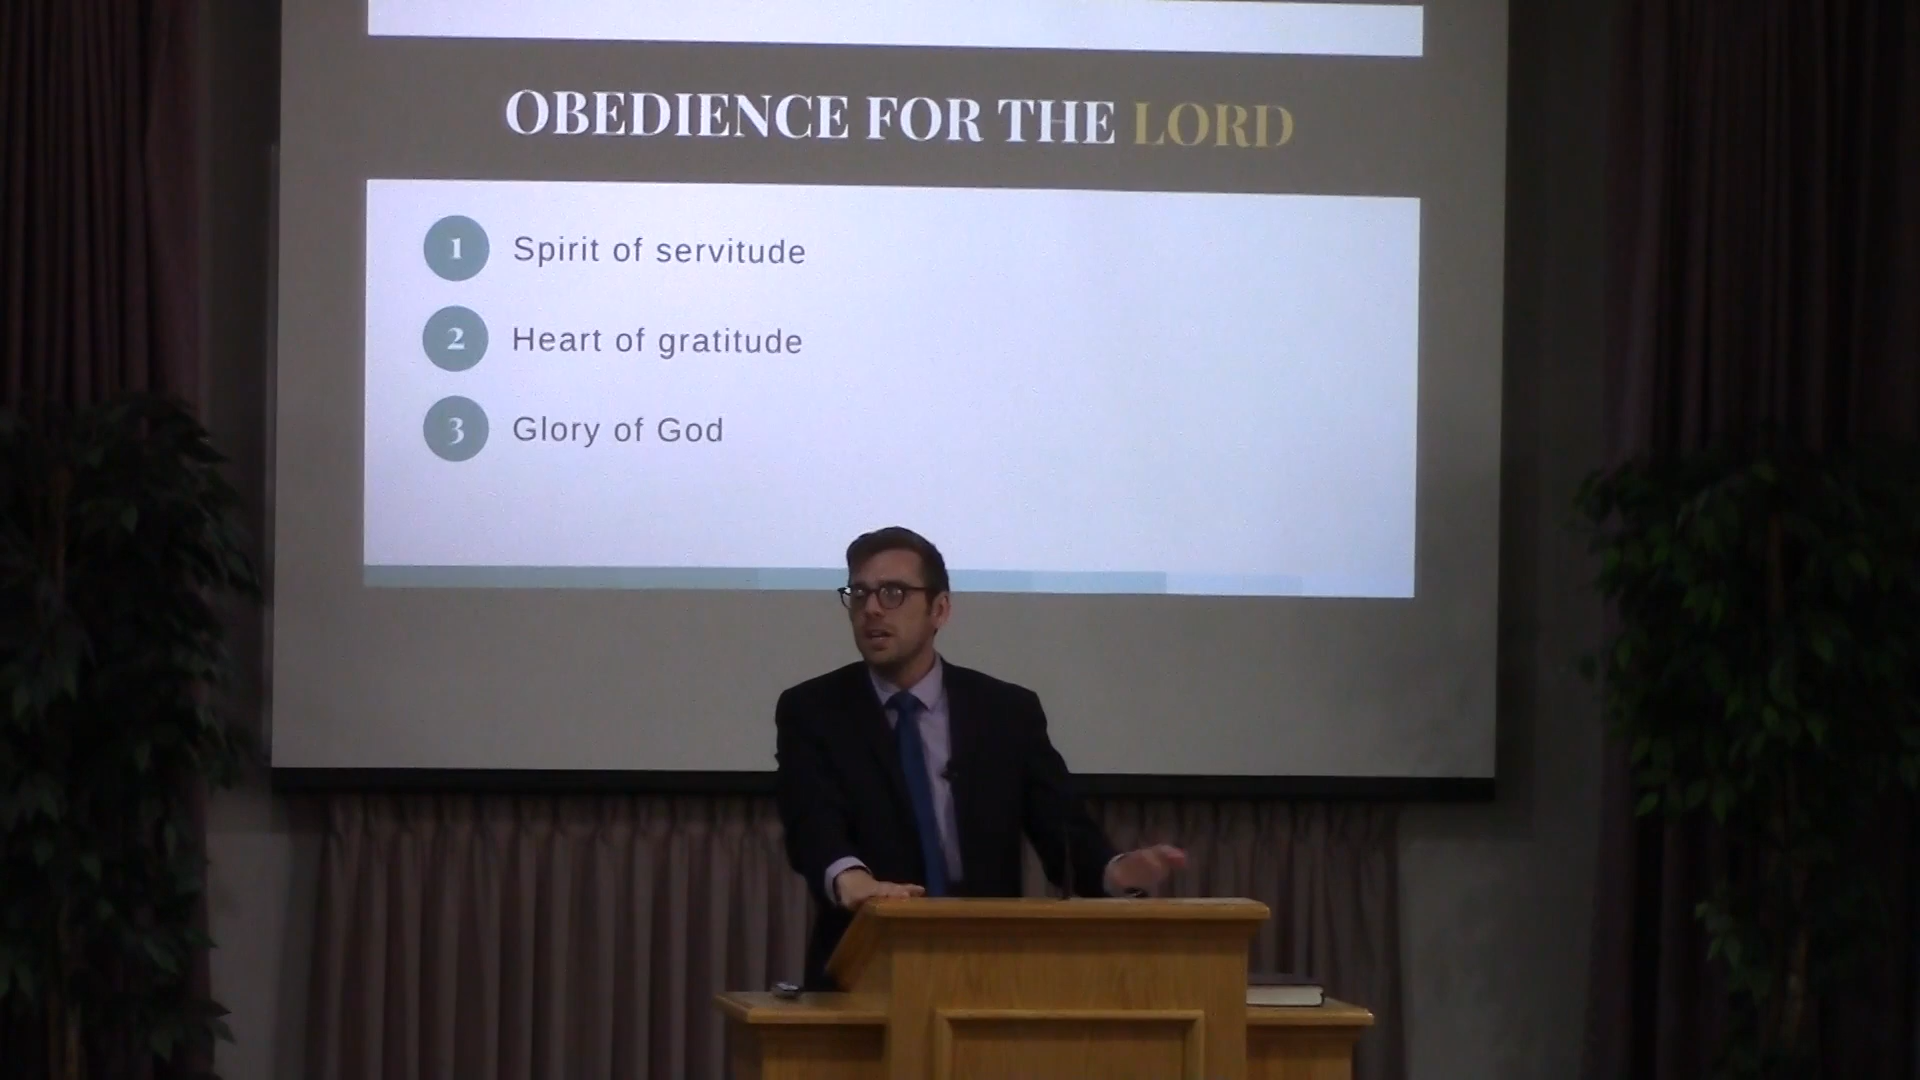 OBEDIENCE FOR THE LORD
1 Spirit of servitude
2 Heart of gratitude
3 Glory of God